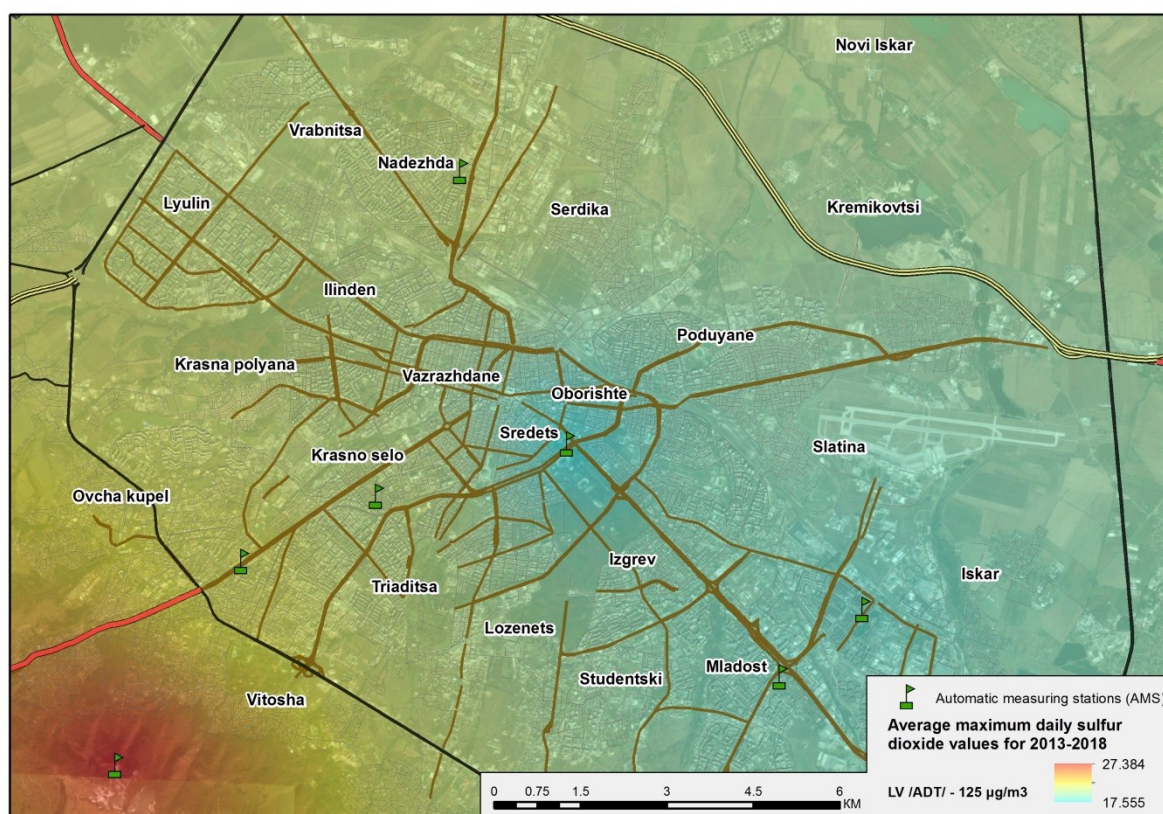 Novi Iskar
Vrabnitsa
Nadezhda
Lyulin
Serdika
Kremikovtsi
Ilinden
Poduyane
Krasna polyana
Vazrazhdane
Oborishte
Sredets
Slatina
Krasno selo
Ovcha kupel
Izgrev
Iskar
Triaditsa
Lozenets
Mladost
Studentski
Vitosha
Automatic measuring stations (AMS)
Average maximum daily sulfur
dioxide values for 2013-2018
27.384
LV /ADT/ - 125 µg/m3
17.555
0 0.75 1.5 3 4.5 6
KM